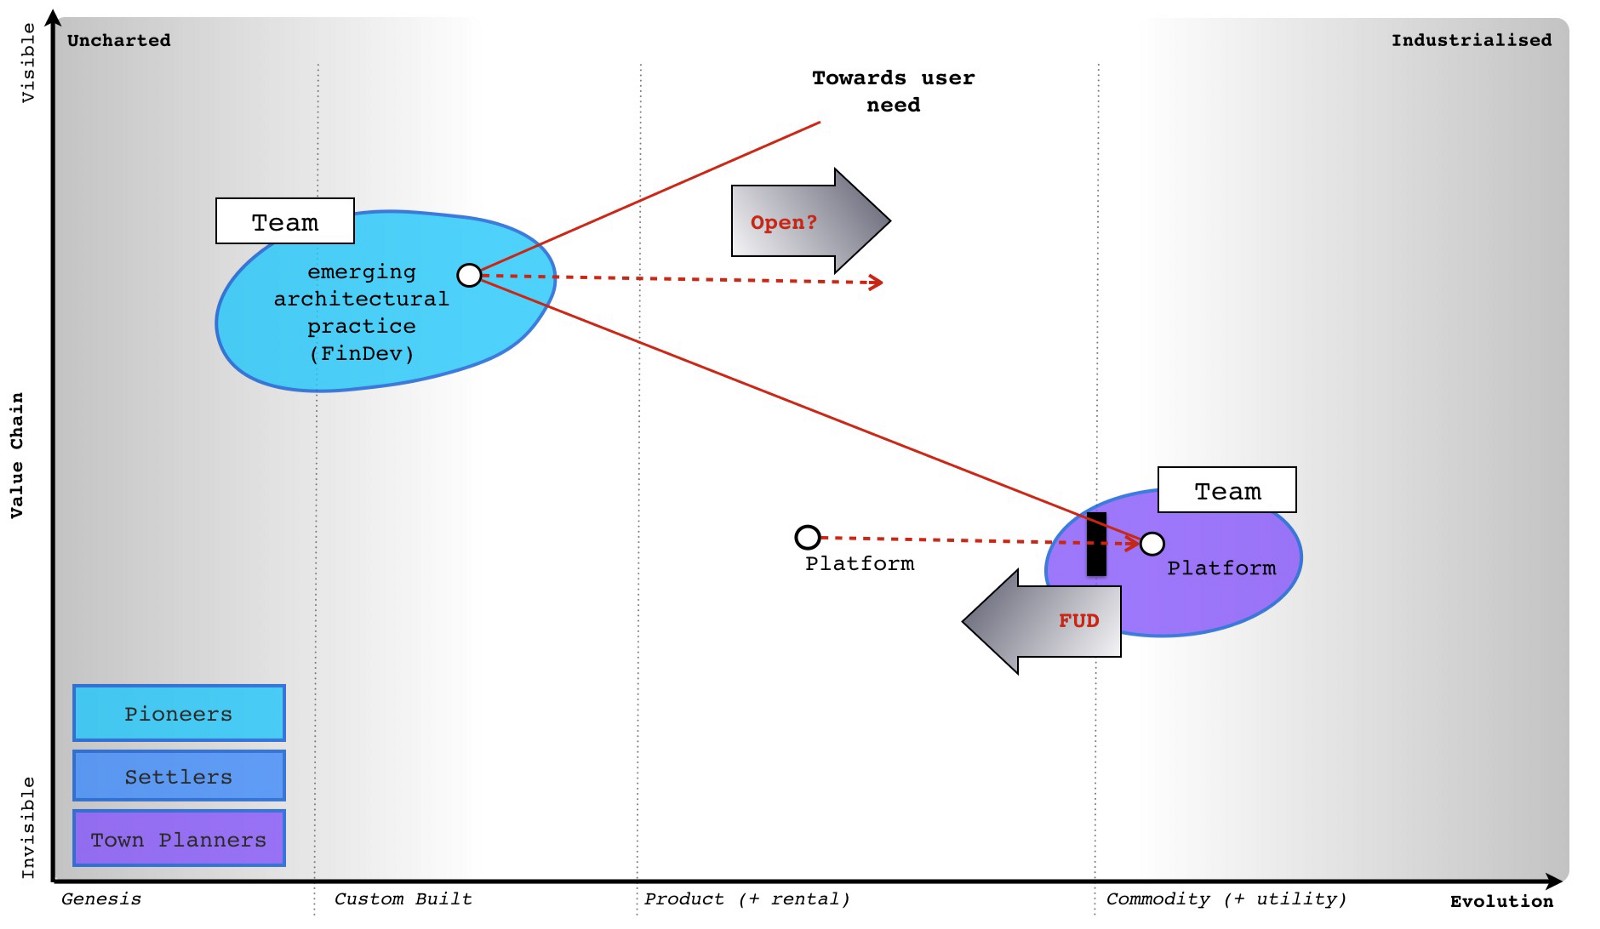 Visible
Uncharted
Industrialised
Towards user
need
Team
Open?
emerging
architectural
practice
(FinDev)
Value Chain
Team
Platform
Platform
FUD
Pioneers
Settlers
Town Planners
Invisible
Genesis
Custom Built
Product (+ rental)
Commodity (+ utility)
Evolution